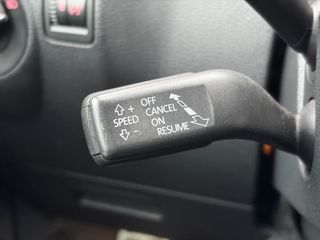 + OFF
SPEED CANCEL
- ON
RESUME